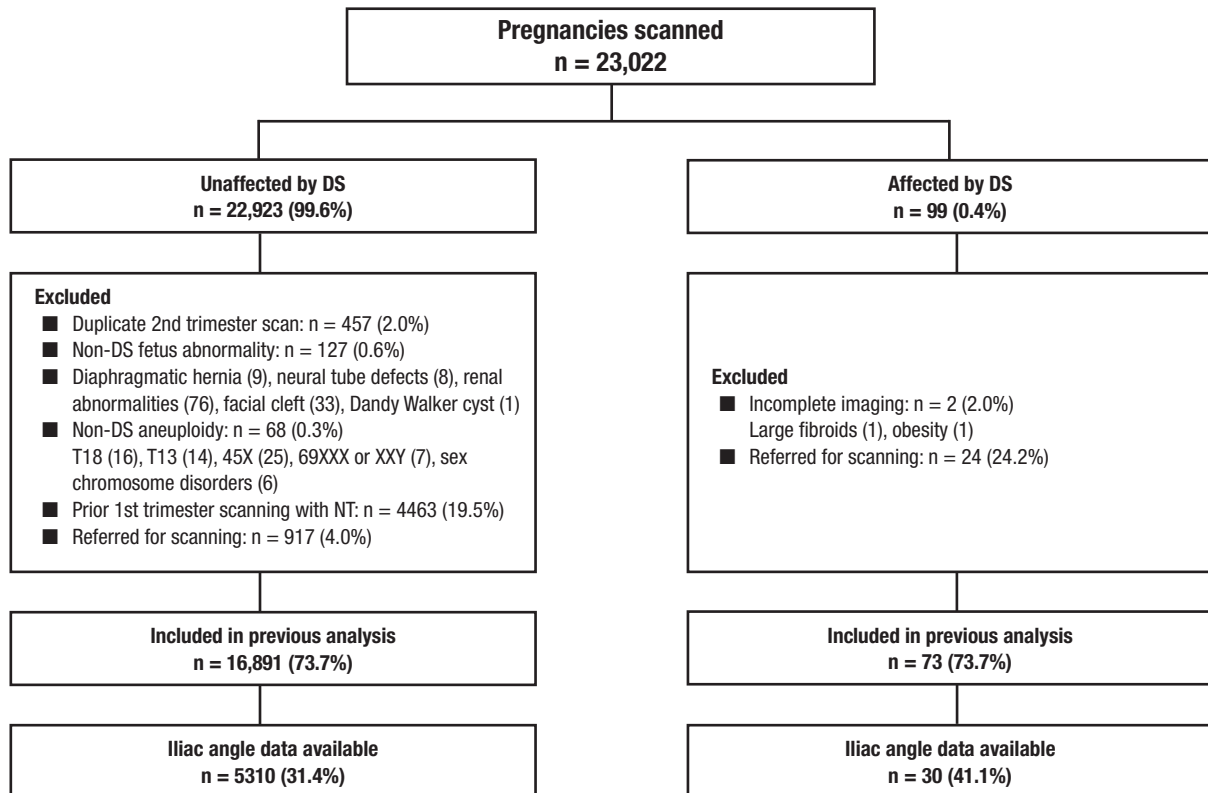 Pregnancies scanned
n = 23,022
Unaffected by DS
n = 22,923 (99.6%)
Affected by DS
n = 99 (0.4%)
Excluded
■ Duplicate 2nd trimester scan: n = 457 (2.0%)
■ Non-DS fetus abnormality: n = 127 (0.6%)
■ Diaphragmatic hernia (9), neural tube defects (8), renal
abnormalities (76), facial cleft (33), Dandy Walker cyst (1)
■ Non-DS aneuploidy: n = 68 (0.3%)
T18 (16), T13 (14), 45X (25), 69XXX or XXY (7), sex
chromosome disorders (6)
■ Prior 1st trimester scanning with NT: n = 4463 (19.5%)
■ Referred for scanning: n = 917 (4.0%)
Excluded
■ Incomplete imaging: n = 2 (2.0%)
Large fibroids (1), obesity (1)
■ Referred for scanning: n = 24 (24.2%)
Included in previous analysis
n = 16,891 (73.7%)
Included in previous analysis
n = 73 (73.7%)
Iliac angle data available
n = 5310 (31.4%)
Iliac angle data available
n = 30 (41.1%)